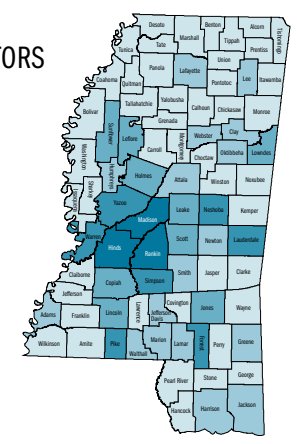 TORS
Desoto
Benton
Alcorn
Tishomingo
Marshall
Tippah
Tate
Prentiss
Tunica
Union
Panola
Lafayette
Lee
Itawamba
Coahoma
Quitman
Pontotoc
Yalobusha
Tallahatchie
Calhoun
Chickasaw
Monroe
Bolivar
Grenada
Sunflower
Leflore
Webster
Clay
Montgomery
Carroll
Oktibbeha
Lowndes
Choctaw
Washington
Humphreys
Holmes
Attala
Winston
Noxubee
Sharkey
Issaquena
Yazoo
Madison
Leake
Neshoba
Kemper
Warren
Hinds
Rankin
Scott
Newton
Lauderdale
Claiborne
Copiah
Simpson
Smith
Jasper
Clarke
Jefferson
Covington
Adams
Franklin
Lincoln
Lawrence
Jefferson
Davis
Jones
Wayne
Wilkinson
Amite
Pike
Walthall
Marion
Lamar
Forrest
Perry
Greene
Pearl River
Stone
George
Hancock
Harrison
Jackson